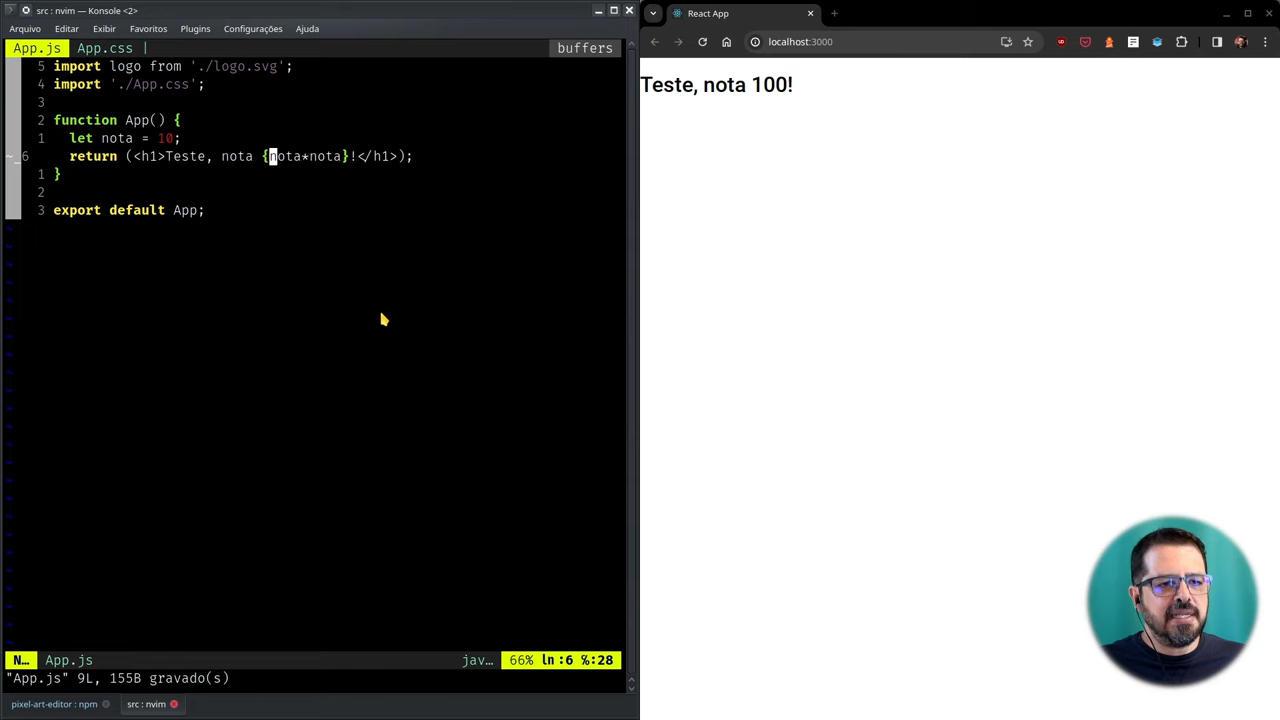 src : nvim — Konsole <2>
Arquivo Editar Exibir Favoritos Plugins Configurações Ajuda
App.js App.css | buffers
5 import logo from './logo.svg';
4 import './App.css';
3
2 function App() {
1 let nota = 10;
~_6 return (<h1>Teste, nota {nota*nota}!</h1>);
1 }
2
3 export default App;
N… App.js jav… 66% ln:6 ℅:28
"App.js" 9L, 155B gravado(s)
pixel-art-editor : npm src : nvim
React App
localhost:3000
Teste, nota 100!